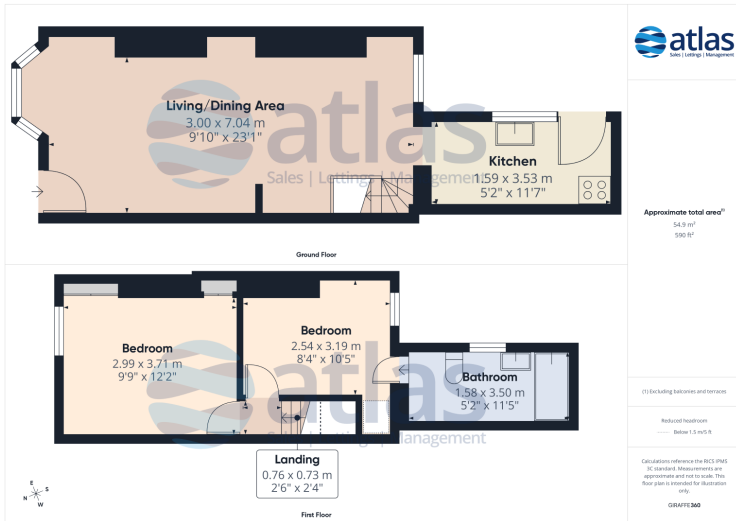 Living/Dining Area
3.00 x 7.04 m
9'10" x 23'1"
Kitchen
1.59 x 3.53 m
5'2" x 11'7"
atlas
Sales | Lettings | Management
Ground Floor
Bedroom
2.99 x 3.71 m
9'9" x 12'2"
Bedroom
2.54 x 3.19 m
8'4" x 10'5"
Bathroom
1.58 x 3.50 m
5'2" x 11'5"
atlas
Sales | Lettings | Management
Landing
0.76 x 0.73 m
2'6" x 2'4"
E
S
N
W
First Floor
atlas
Sales | Lettings | Management
Approximate total area(1)
54.9 m²
590 ft²
(1) Excluding balconies and terraces
Reduced headroom
Below 1.5 m/5 ft
Calculations reference the RICS IPMS
3C standard. Measurements are
approximate and not to scale. This
floor plan is intended for illustration
only.
GIRAFFE360